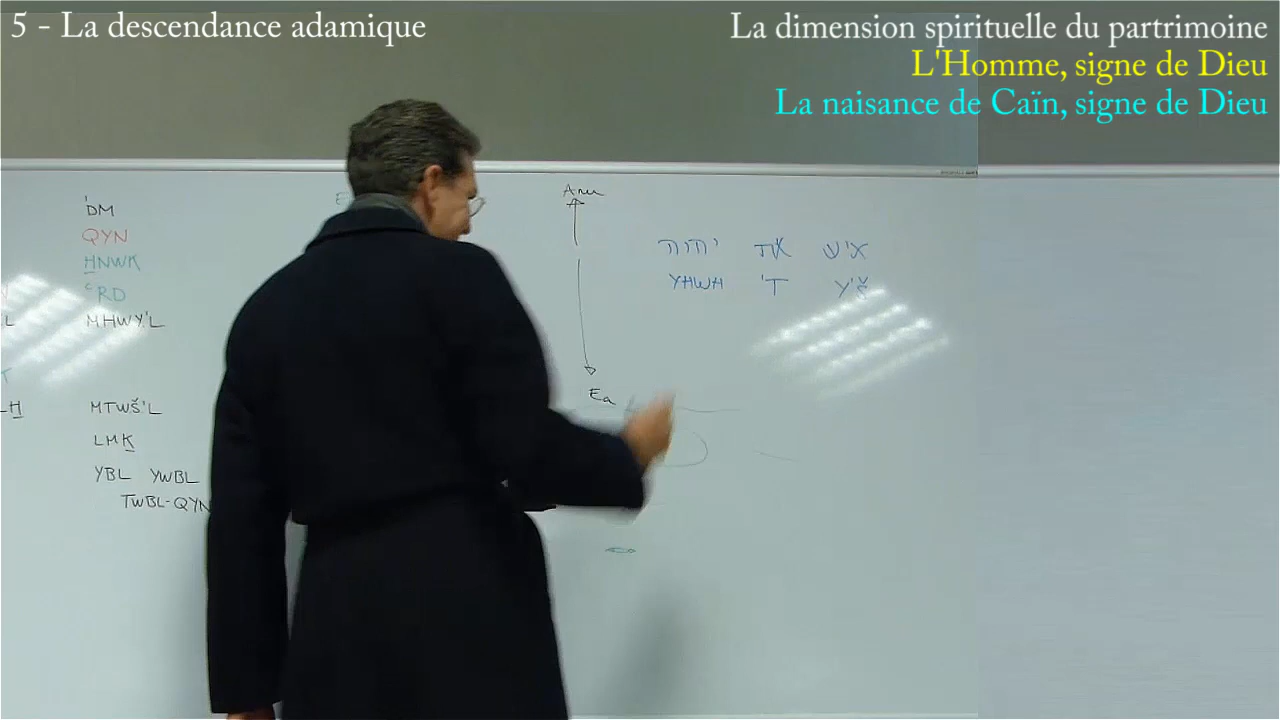 5 - La descendance adamique
La dimension spirituelle du partrimoine
L'Homme, signe de Dieu
La naisance de Caïn, signe de Dieu
'DM
QYN
ḤNWK
ʿRD
MHWY'L
MTWŠ'L
LMK
YBL YWBL
TWBL-QYN
Anu
Ea
יהוה את איש
YHWH 'T Y'Š